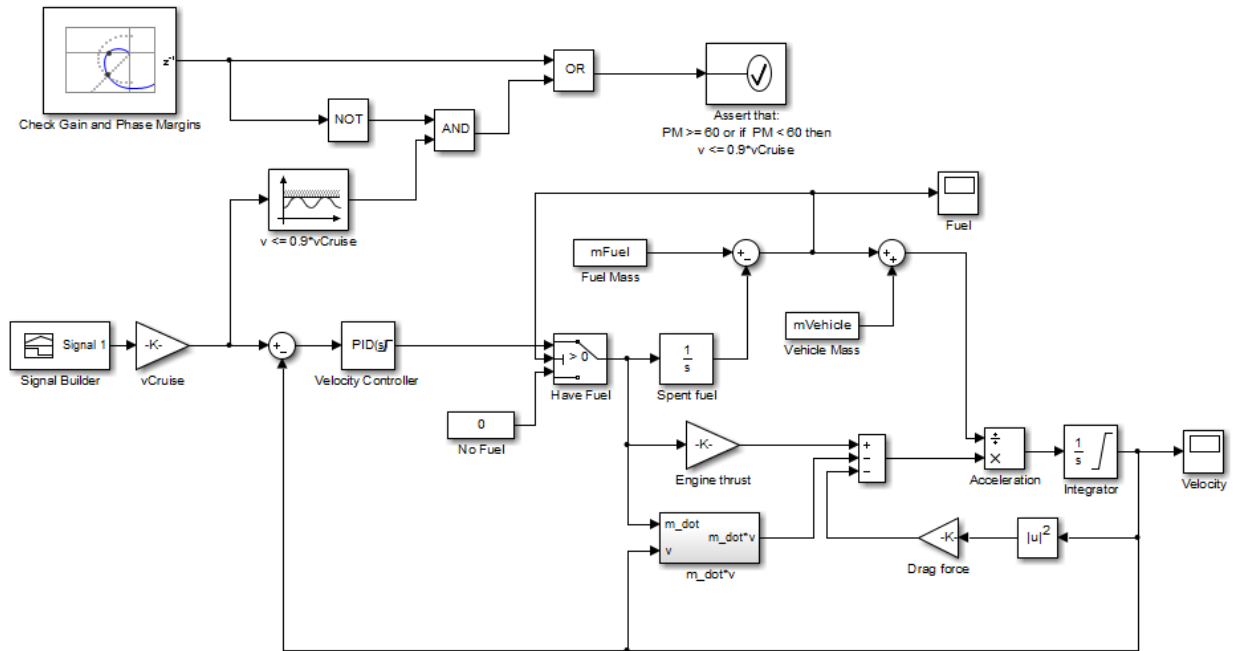 z⁻¹
Check Gain and Phase Margins
OR
NOT
AND
Assert that:
PM >= 60 or if PM < 60 then
v <= 0.9*vCruise
v <= 0.9*vCruise
Fuel
mFuel
Fuel Mass
+
-
+
+
mVehicle
Vehicle Mass
Signal 1
Signal Builder
-K-
vCruise
+
-
PID(s)
Velocity Controller
> 0
Have Fuel
1
s
Spent fuel
0
No Fuel
-K-
Engine thrust
+
-
-
÷
×
Acceleration
1
s
Integrator
Velocity
m_dot
v
m_dot*v
m_dot*v
-K-
Drag force
|u|²